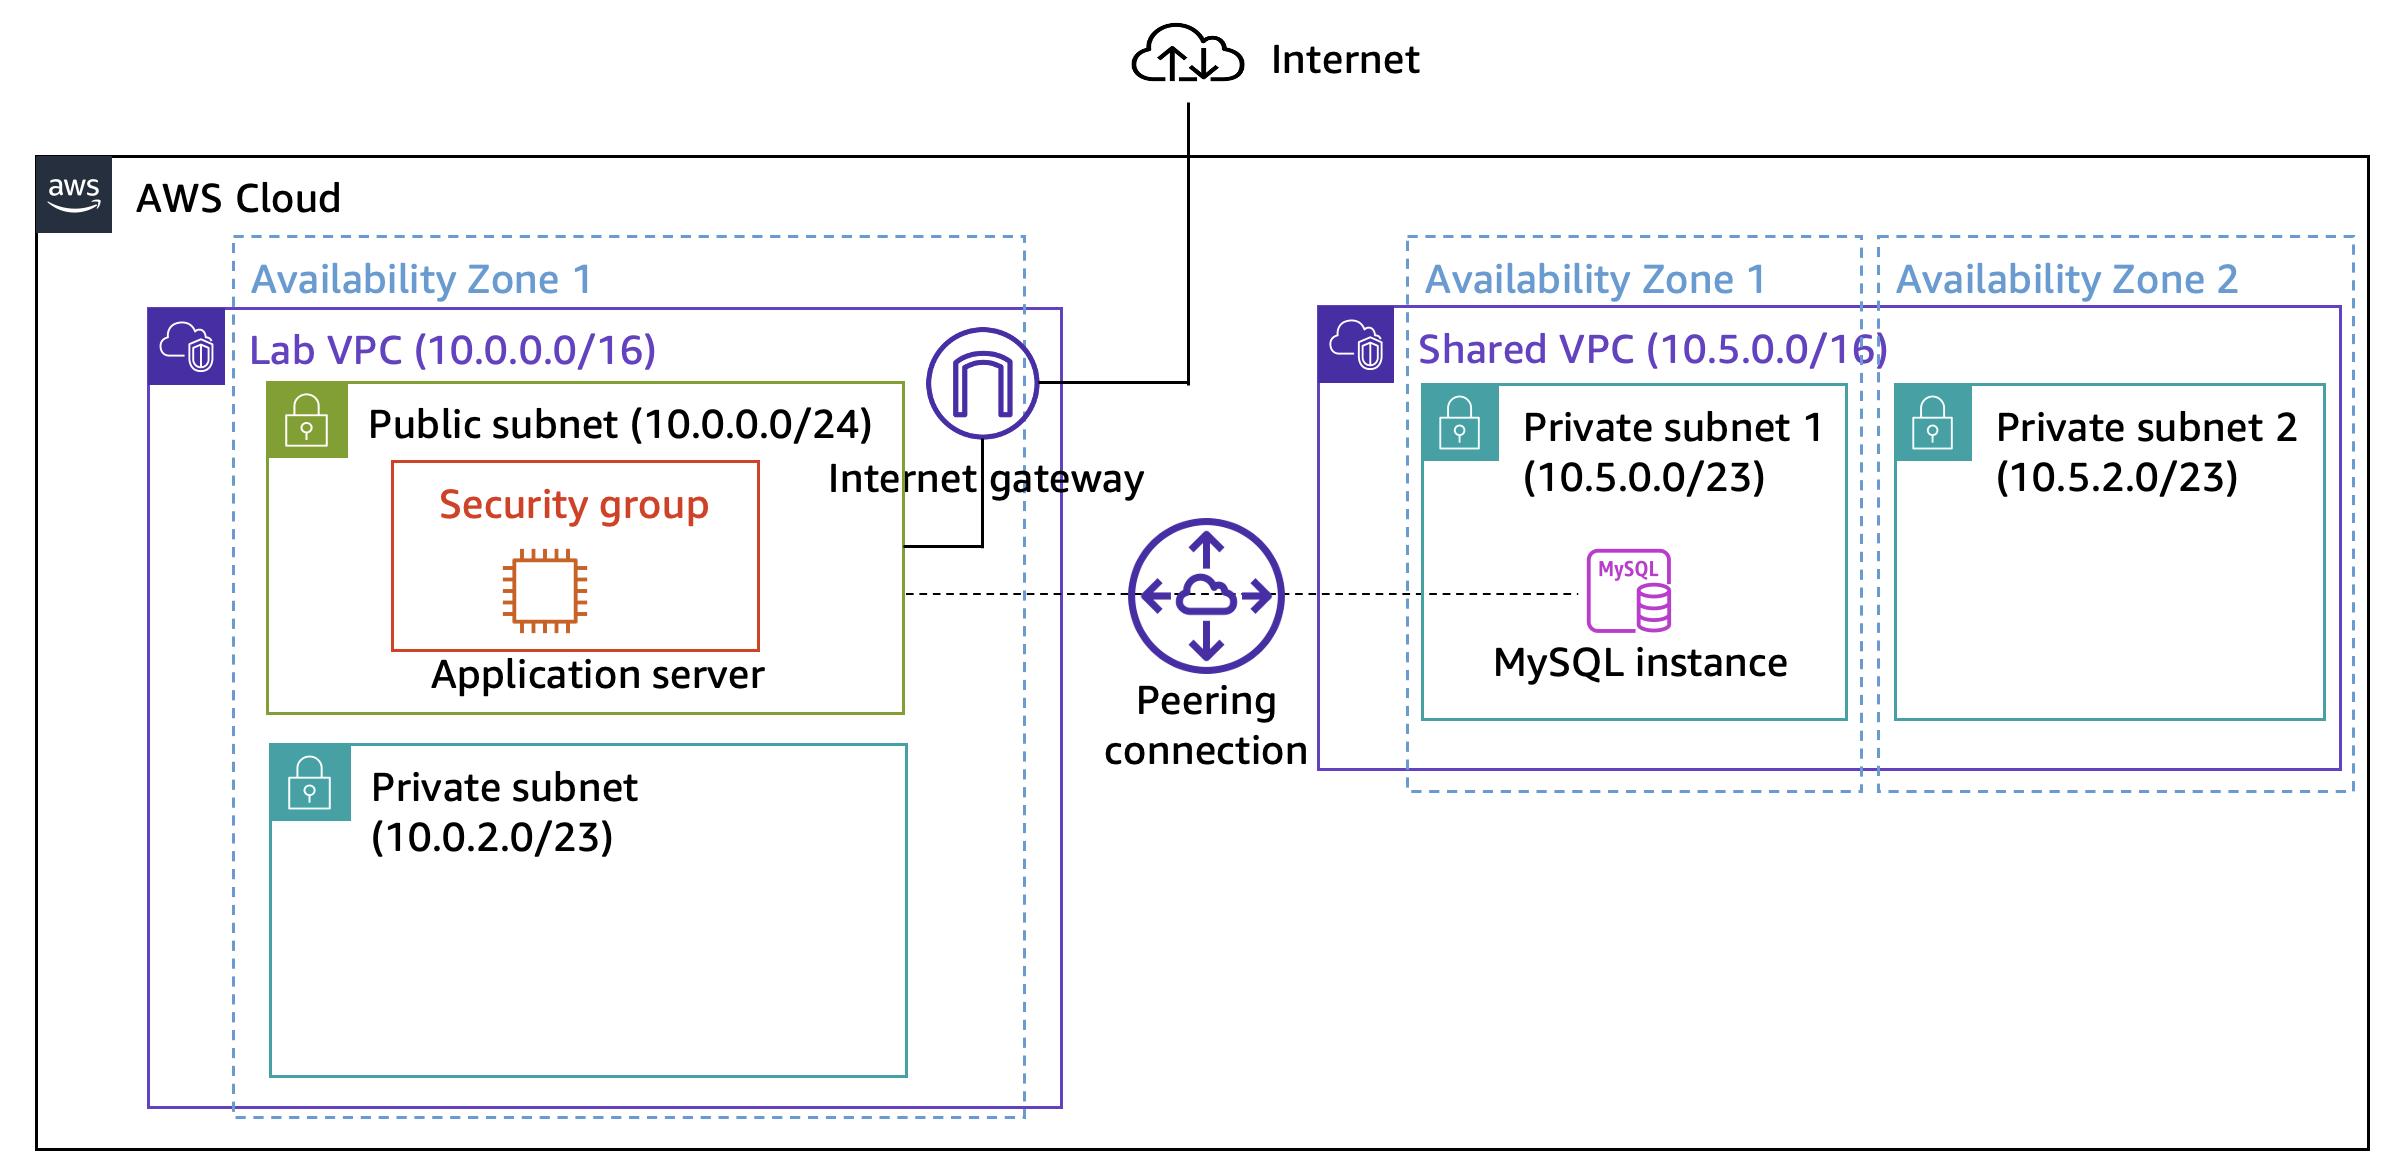 Internet
aws
AWS Cloud
Availability Zone 1
Lab VPC (10.0.0.0/16)
Public subnet (10.0.0.0/24)
Internet gateway
Security group
Application server
Private subnet
(10.0.2.0/23)
Peering
connection
Availability Zone 1
Availability Zone 2
Shared VPC (10.5.0.0/16)
Private subnet 1
(10.5.0.0/23)
MySQL
MySQL instance
Private subnet 2
(10.5.2.0/23)